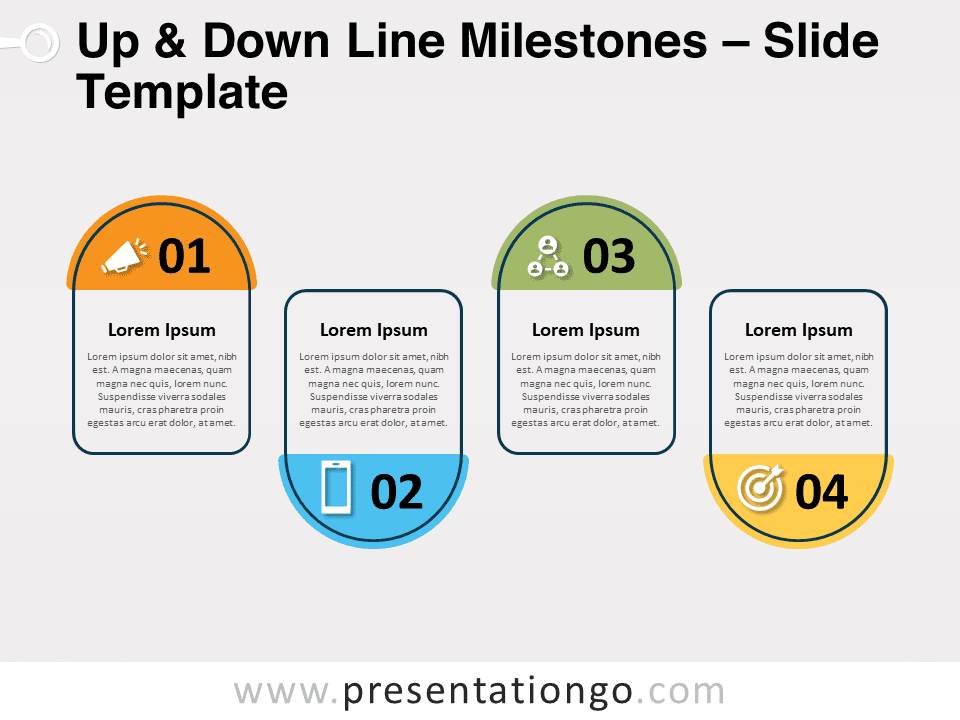 Up & Down Line Milestones – Slide
Template
01
Lorem Ipsum
Lorem ipsum dolor sit amet, nibh
est. A magna maecenas, quam
magna nec quis, lorem nunc.
Suspendisse viverra sodales
mauris, cras pharetra proin
egestas arcu erat dolor, at amet.
Lorem Ipsum
Lorem ipsum dolor sit amet, nibh
est. A magna maecenas, quam
magna nec quis, lorem nunc.
Suspendisse viverra sodales
mauris, cras pharetra proin
egestas arcu erat dolor, at amet.
02
03
Lorem Ipsum
Lorem ipsum dolor sit amet, nibh
est. A magna maecenas, quam
magna nec quis, lorem nunc.
Suspendisse viverra sodales
mauris, cras pharetra proin
egestas arcu erat dolor, at amet.
Lorem Ipsum
Lorem ipsum dolor sit amet, nibh
est. A magna maecenas, quam
magna nec quis, lorem nunc.
Suspendisse viverra sodales
mauris, cras pharetra proin
egestas arcu erat dolor, at amet.
04
www.presentationgo.com